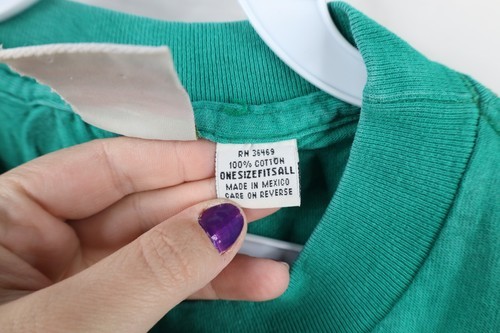 RN 36469
100% COTTON
ONESIZEFITSALL
MADE IN MEXICO
CARE ON REVERSE